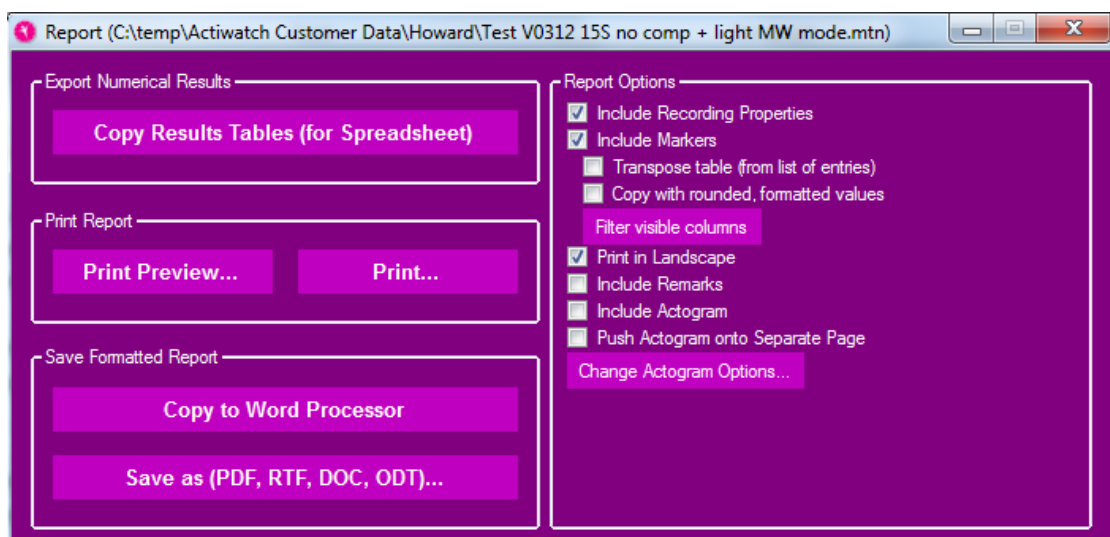 Report (C:\temp\Actiwatch Customer Data\Howard\Test V0312 15S no comp + light MW mode.mtn)
Export Numerical Results
Copy Results Tables (for Spreadsheet)
Print Report
Print Preview...
Print...
Save Formatted Report
Copy to Word Processor
Save as (PDF, RTF, DOC, ODT)...
Report Options
Include Recording Properties
Include Markers
Transpose table (from list of entries)
Copy with rounded, formatted values
Filter visible columns
Print in Landscape
Include Remarks
Include Actogram
Push Actogram onto Separate Page
Change Actogram Options...